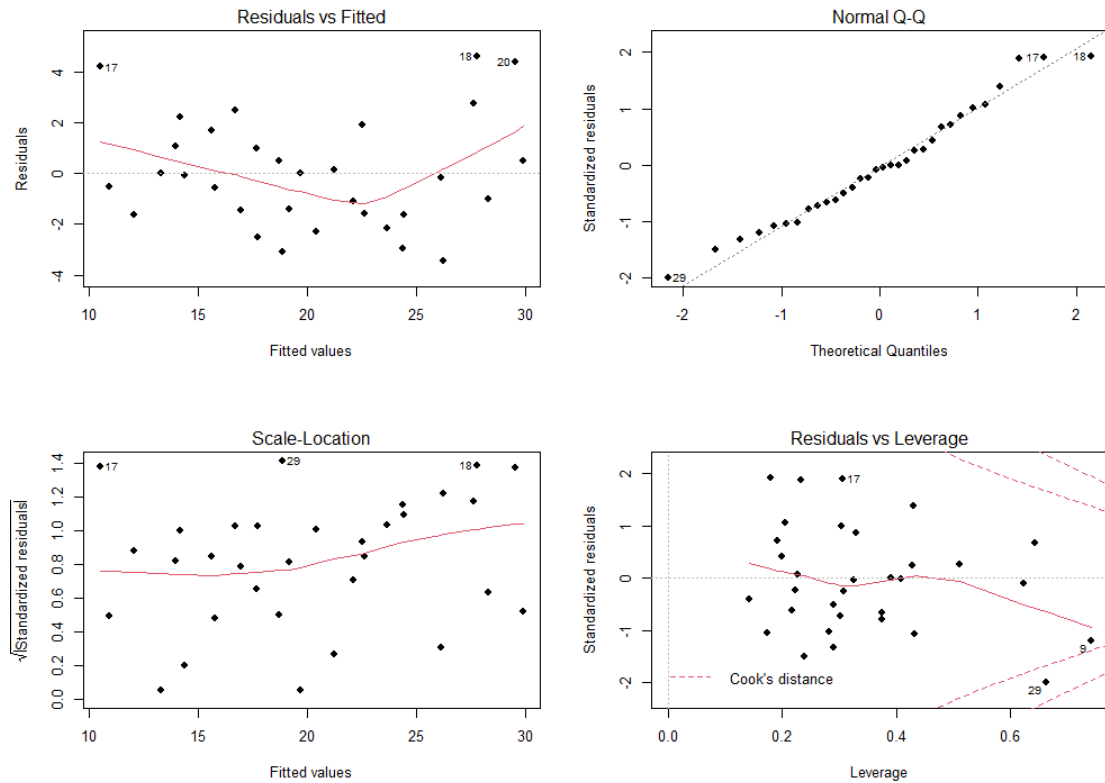 Residuals vs Fitted
Residuals
4
2
0
-2
-4
17
18
20
10 15 20 25 30
Fitted values
Normal Q-Q
Standardized residuals
2
1
0
-1
-2
17
18
29
-2 -1 0 1 2
Theoretical Quantiles
Scale-Location
√|Standardized residuals|
1.4
1.2
1.0
0.8
0.6
0.4
0.2
0.0
17
29
18
10 15 20 25 30
Fitted values
Residuals vs Leverage
Standardized residuals
2
1
0
-1
-2
17
9
29
Cook's distance
0.0 0.2 0.4 0.6
Leverage